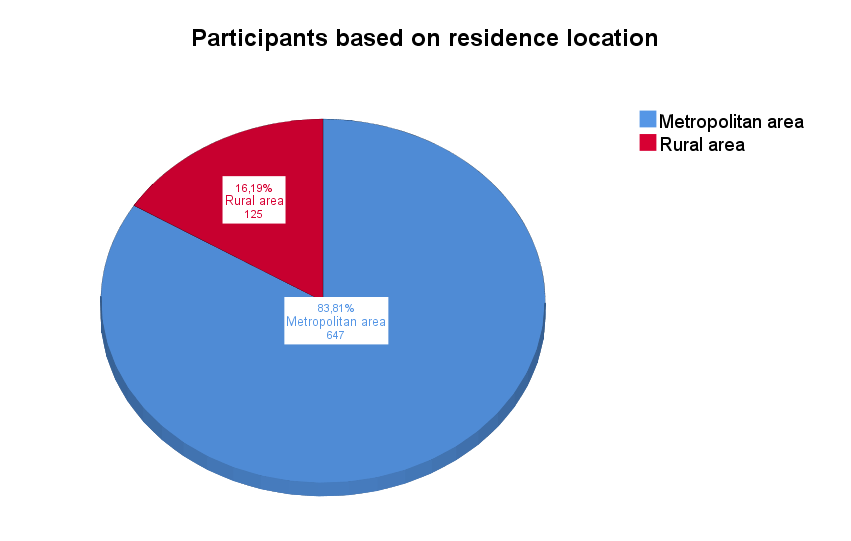 Participants based on residence location
Metropolitan area
Rural area
16,19%
Rural area
125
83,81%
Metropolitan area
647